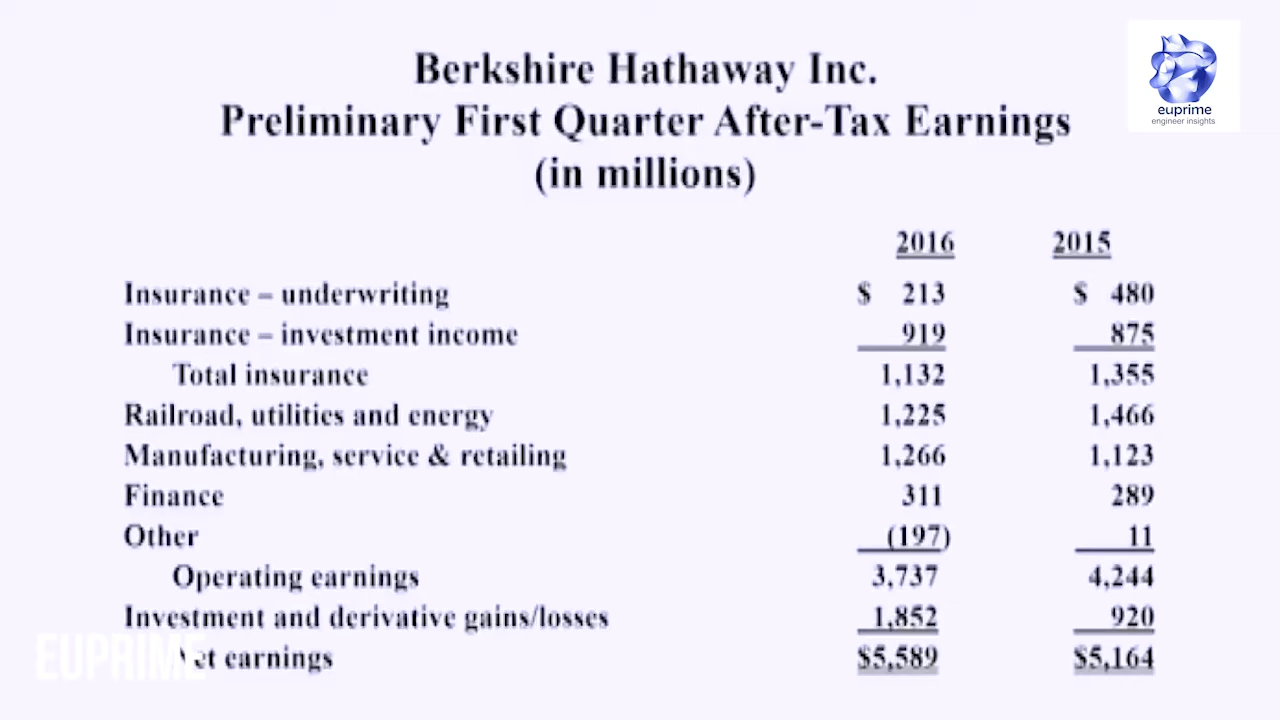 Berkshire Hathaway Inc.
Preliminary First Quarter After-Tax Earnings
(in millions)
euprime
engineer insights
2016 2015
Insurance – underwriting $ 213 $ 480
Insurance – investment income 919 875
Total insurance 1,132 1,355
Railroad, utilities and energy 1,225 1,466
Manufacturing, service & retailing 1,266 1,123
Finance 311 289
Other (197) 11
Operating earnings 3,737 4,244
Investment and derivative gains/losses 1,852 920
Net earnings $5,589 $5,164
EUPRIME